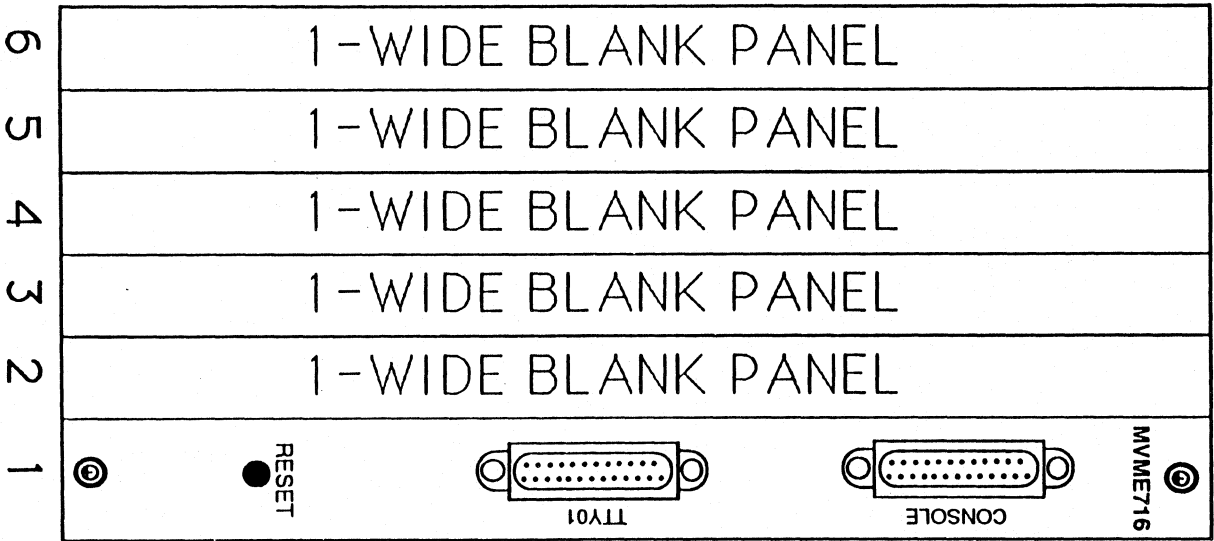 6 1-WIDE BLANK PANEL
5 1-WIDE BLANK PANEL
4 1-WIDE BLANK PANEL
3 1-WIDE BLANK PANEL
2 1-WIDE BLANK PANEL
1
RESET
TTY01
CONSOLE
MVME716